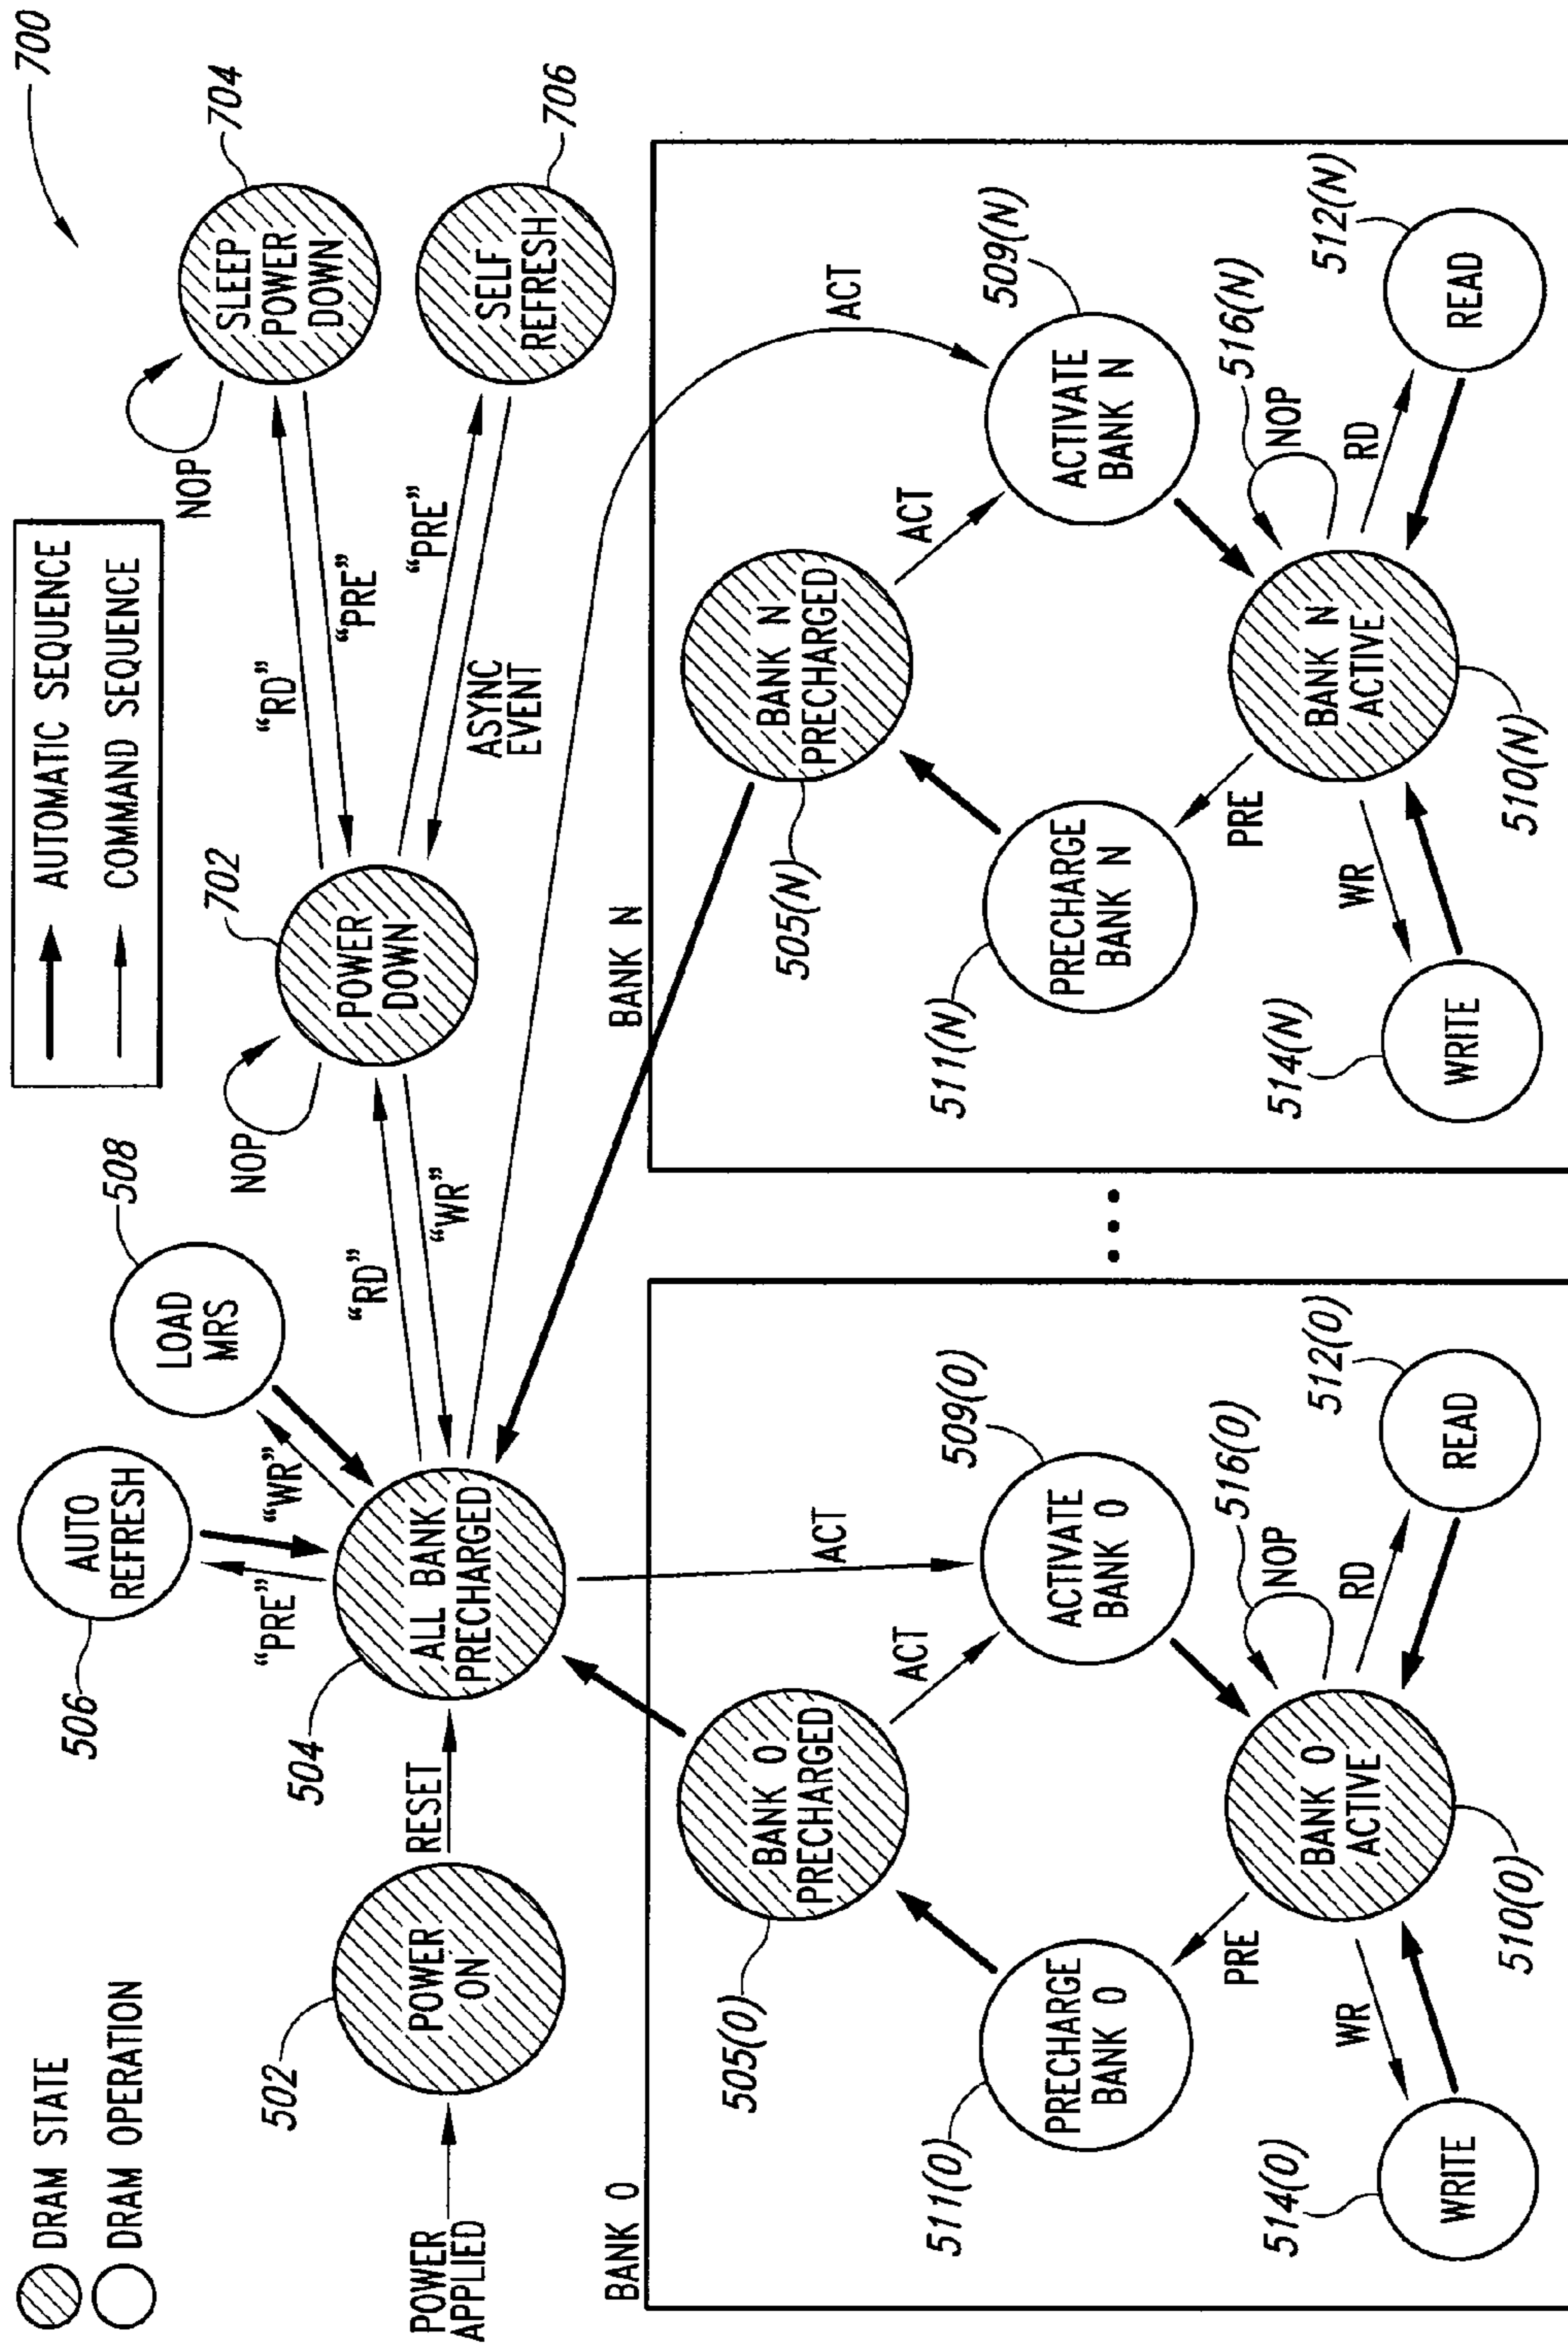 DRAM STATE
DRAM OPERATION
AUTOMATIC SEQUENCE
COMMAND SEQUENCE
700
POWER
APPLIED
502
POWER
ON
RESET
504
ALL BANK
PRECHARGED
506
AUTO
REFRESH
"PRE"
"WR"
508
LOAD
MRS
"RD"
"WR"
NOP
702
POWER
DOWN
"RD"
"PRE"
NOP
704
SLEEP
POWER
DOWN
"PRE"
ASYNC
EVENT
706
SELF
REFRESH
ACT
ACT
BANK 0
505(0)
BANK 0
PRECHARGED
ACT
509(0)
ACTIVATE
BANK 0
511(0)
PRECHARGE
BANK 0
PRE
BANK 0
ACTIVE
510(0)
516(0)
NOP
RD
512(0)
READ
WR
514(0)
WRITE
BANK N
505(N)
BANK N
PRECHARGED
ACT
509(N)
ACTIVATE
BANK N
511(N)
PRECHARGE
BANK N
PRE
BANK N
ACTIVE
510(N)
516(N)
NOP
RD
512(N)
READ
WR
514(N)
WRITE